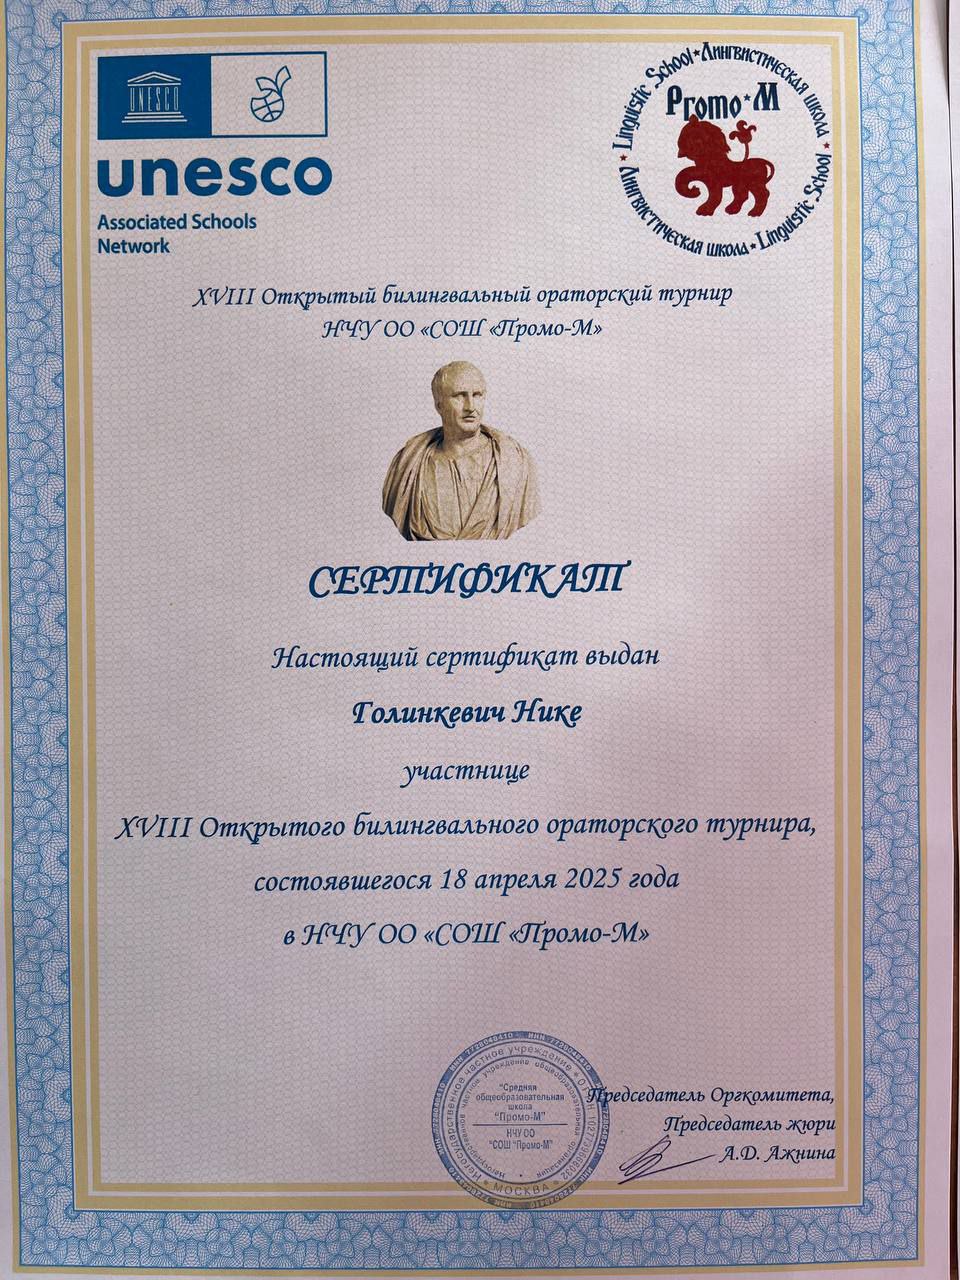 UNESCO
unesco
Associated Schools
Network
Linguistic School * Лингвистическая школа * Linguistic School * Лингвистическая школа *
Promo*M
XVIII Открытый билингвальный ораторский турнир
НЧУ ОО «СОШ «Промо-М»
СЕРТИФИКАТ
Настоящий сертификат выдан
Голинкевич Нике
участнице
XVIII Открытого билингвального ораторского турнира,
состоявшегося 18 апреля 2025 года
в НЧУ ОО «СОШ «Промо-М»
Негосударственное частное учреждение
"Средняя
общеобразовательная
школа
"Промо-М"
НЧУ ОО
"СОШ "Промо-М"
* МОСКВА *
Председатель Оргкомитета,
Председатель жюри
А.Д. Ажнина